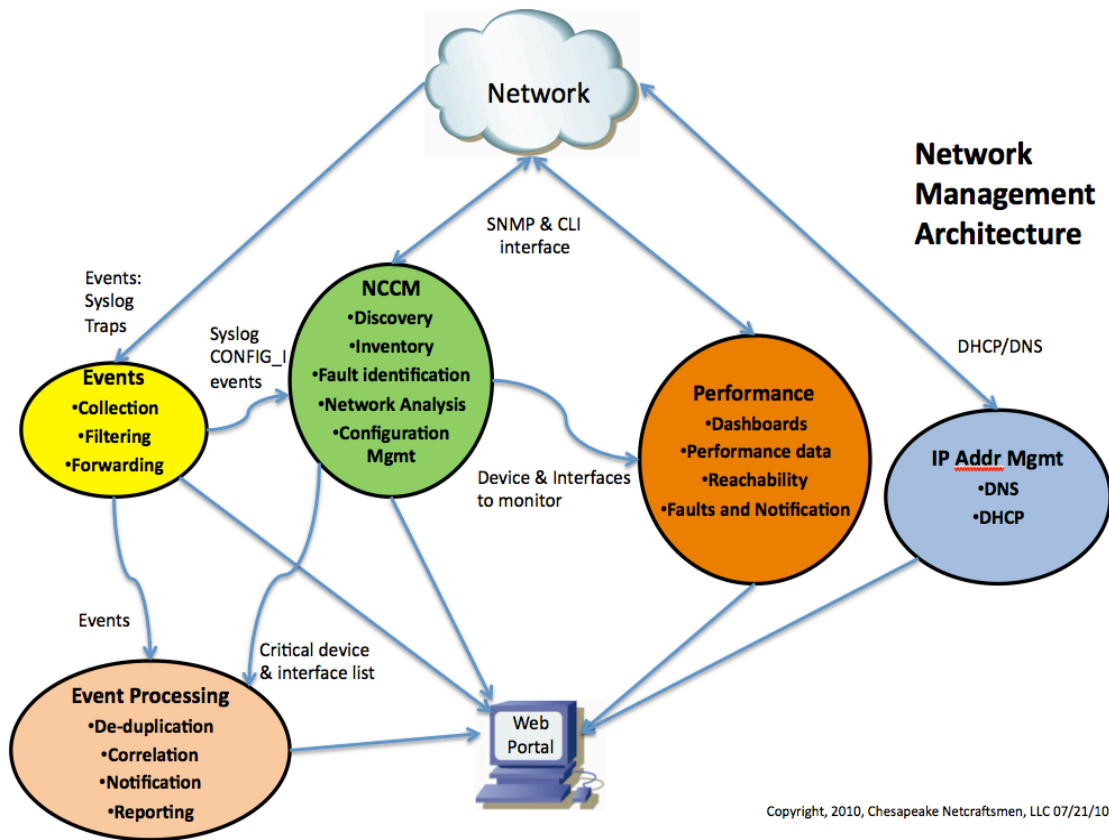 Network
Network
Management
Architecture
SNMP & CLI
interface
Events:
Syslog
Traps
Syslog
CONFIG_I
events
DHCP/DNS
NCCM
•Discovery
•Inventory
•Fault identification
•Network Analysis
•Configuration
Mgmt
Events
•Collection
•Filtering
•Forwarding
Performance
•Dashboards
•Performance data
•Reachability
•Faults and Notification
IP Addr Mgmt
•DNS
•DHCP
Device & Interfaces
to monitor
Events
Critical device
& interface list
Event Processing
•De-duplication
•Correlation
•Notification
•Reporting
Web
Portal
Copyright, 2010, Chesapeake Netcraftsmen, LLC 07/21/10